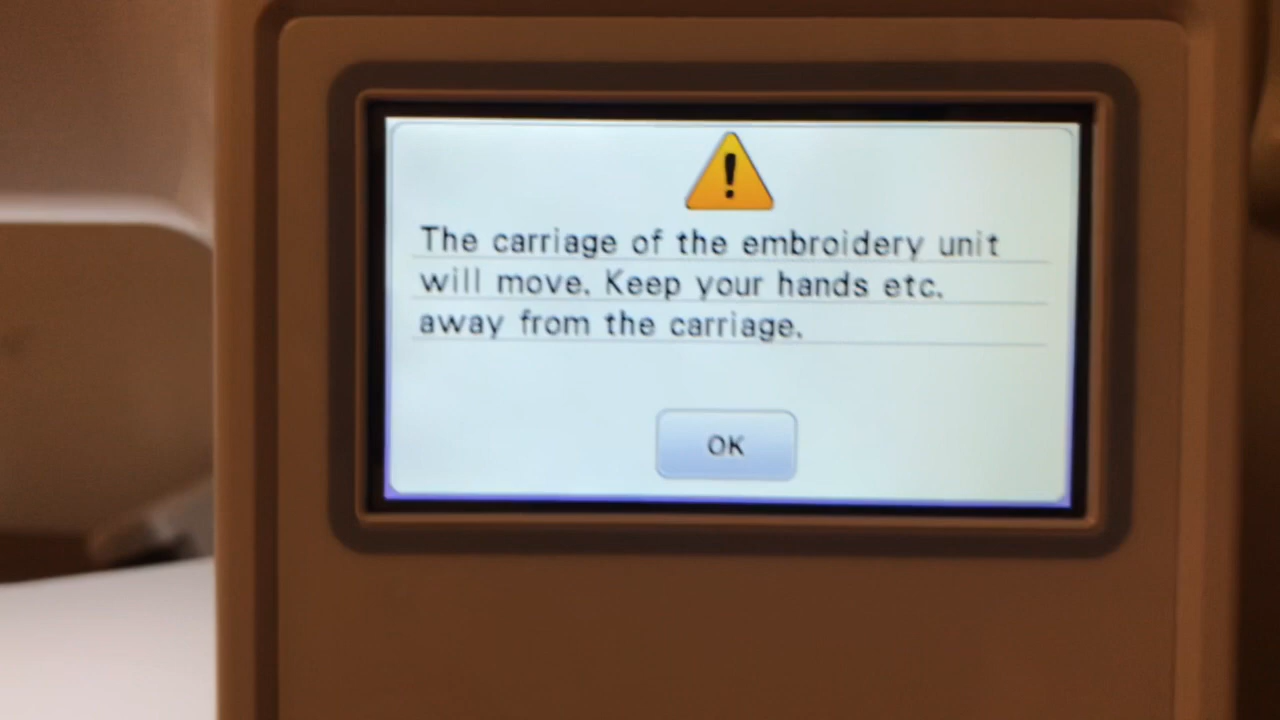 The carriage of the embroidery unit
will move. Keep your hands etc.
away from the carriage.
OK